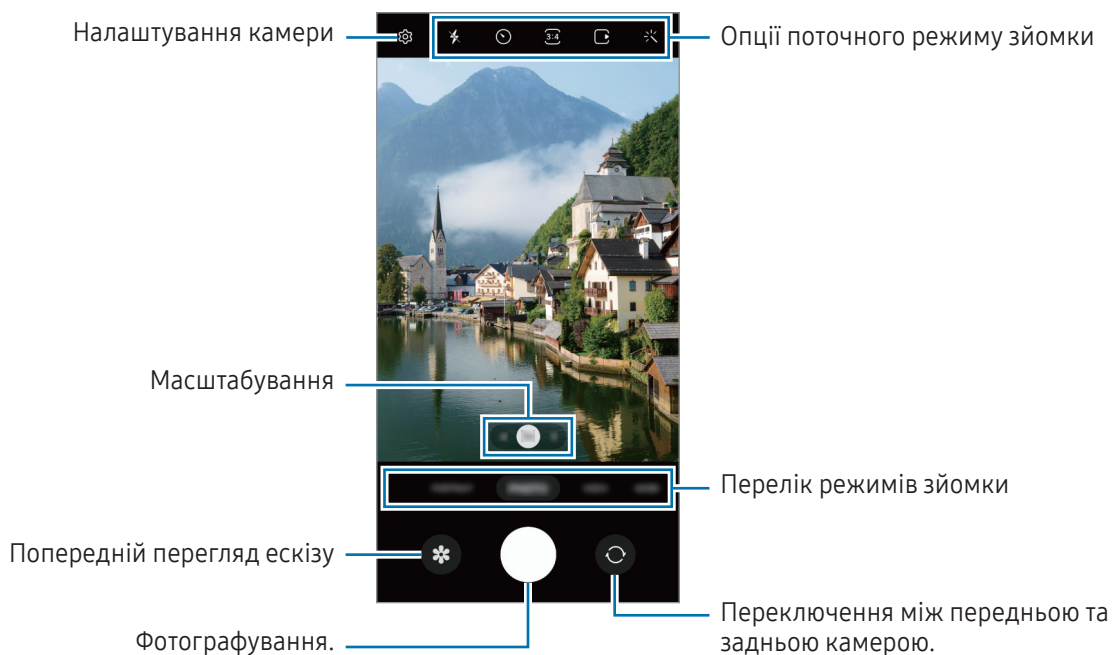 Налаштування камери
3:4
Опції поточного режиму зйомки
Масштабування
Перелік режимів зйомки
Попередній перегляд ескізу
Переключення між передньою та
задньою камерою.
Фотографування.